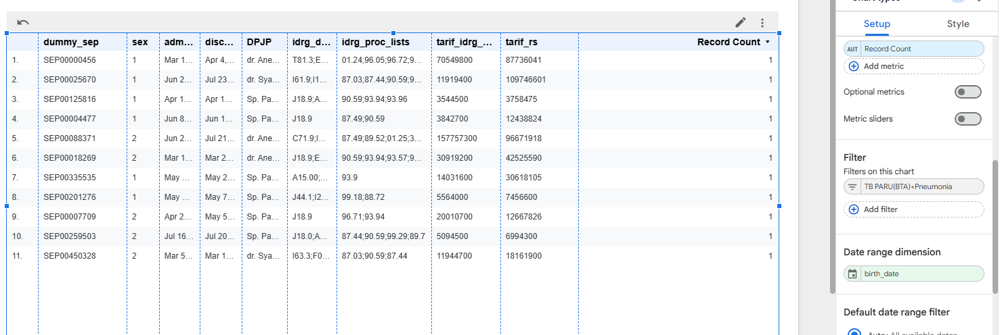 Chart types
Setup Style
dummy_sep sex adm... disc... DPJP idrg_d... idrg_proc_lists tarif_idrg_... tarif_rs Record Count
1. SEP00000456 1 Mar 1... Apr 4,... dr. Ane... T81.3;E... 01.24;96.05;96.72;9... 70549800 87736041 1
2. SEP00025670 1 Jun 2... Jul 23... dr. Sya... I61.9;I1... 87.03;87.44;90.59;9... 11919400 109746601 1
3. SEP00125816 1 Apr 1... Apr 1... Sp. Pa... J18.9;A... 90.59;93.94;93.96 3544500 3758475 1
4. SEP00004477 1 Jun 8... Jun 1... Sp. Pa... J18.9 87.49;90.59 3842700 12438824 1
5. SEP00088371 2 Jun 2... Jul 21... dr. Ane... C71.9;I... 87.49;89.52;01.25;3... 157757300 96671918 1
6. SEP00018269 2 Mar 1... Mar 2... dr. Ane... J18.9;E... 90.59;93.94;93.57;9... 30919200 42525590 1
7. SEP00335535 1 May ... May 2... Sp. Pa... A15.00;... 93.9 14031600 30618105 1
8. SEP00201276 1 May ... May 7... Sp. Pa... J44.1;I2... 99.18;88.72 5564000 7456600 1
9. SEP00007709 2 Apr 2... May 5... Sp. Pa... J18.9 96.71;93.94 20010700 12667826 1
10. SEP00259503 2 Jul 16... Jul 20... Sp. Pa... J18.0;A... 87.44;90.59;99.29;89.7 5094500 6994300 1
11. SEP00450328 2 Mar 5... Mar 1... dr. Sya... I63.3;F0... 87.03;90.59;87.44 11944700 18161900 1
AUT Record Count
Add metric
Optional metrics
Metric sliders
Filter
Filters on this chart
TB PARU(BTA)+Pneumonia
Add filter
Date range dimension
birth_date
Default date range filter
Auto: All available dates